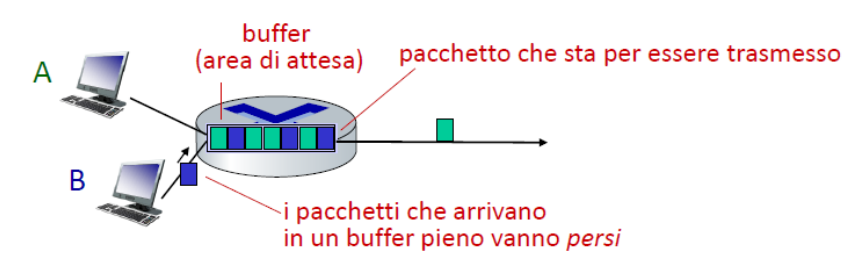 buffer
(area di attesa)
pacchetto che sta per essere trasmesso
A
B
i pacchetti che arrivano
in un buffer pieno vanno persi